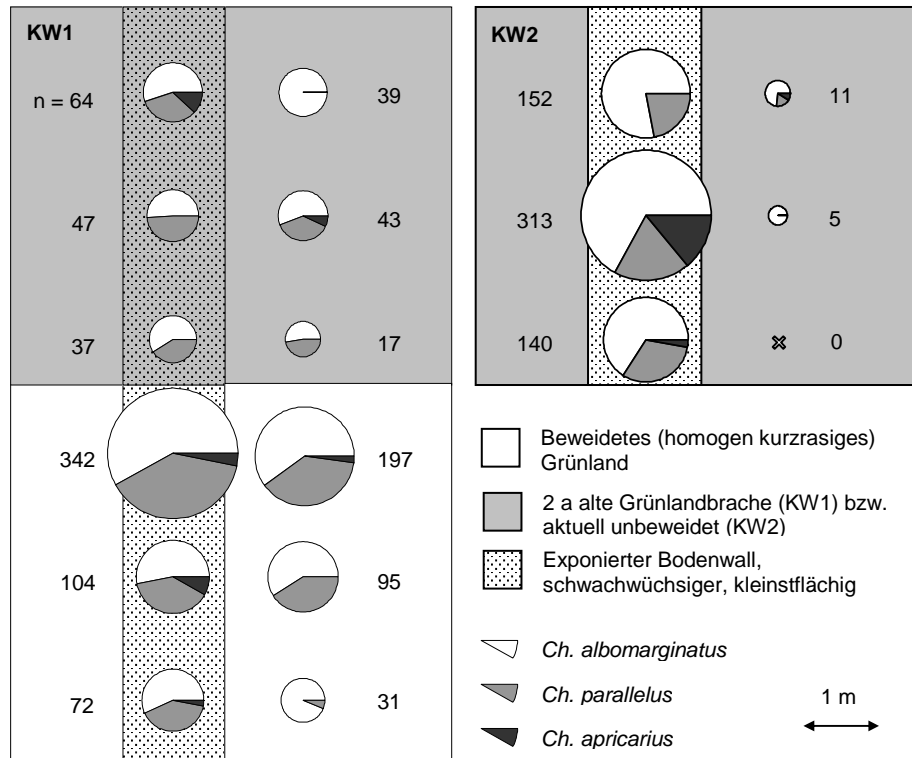 KW1
n = 64
39
47
43
37
17
342
197
104
95
72
31
KW2
152
11
313
5
140
0
Beweidetes (homogen kurzrasiges)
Grünland
2 a alte Grünlandbrache (KW1) bzw.
aktuell unbeweidet (KW2)
Exponierter Bodenwall,
schwachwüchsiger, kleinstflächig
Ch. albomarginatus
Ch. parallelus
Ch. apricarius
1 m